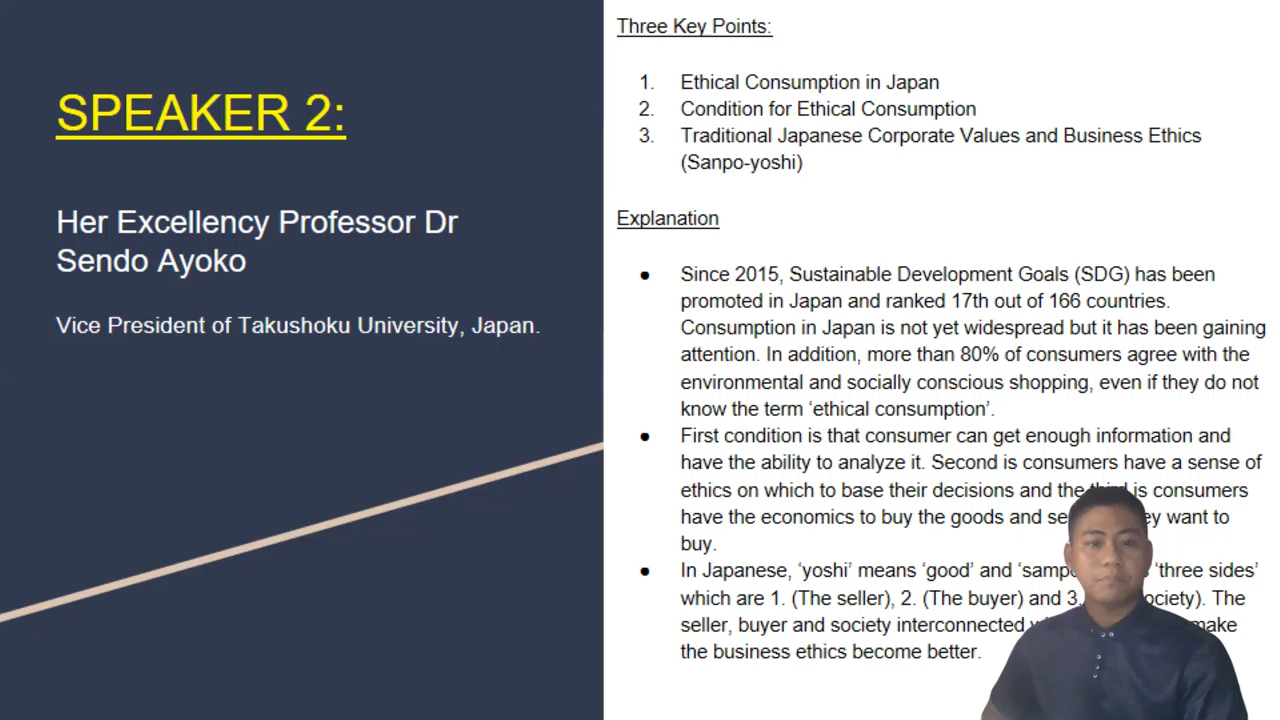 SPEAKER 2:
Her Excellency Professor Dr
Sendo Ayoko
Vice President of Takushoku University, Japan.
Three Key Points:
1. Ethical Consumption in Japan
2. Condition for Ethical Consumption
3. Traditional Japanese Corporate Values and Business Ethics
(Sanpo-yoshi)
Explanation
● Since 2015, Sustainable Development Goals (SDG) has been
promoted in Japan and ranked 17th out of 166 countries.
Consumption in Japan is not yet widespread but it has been gaining
attention. In addition, more than 80% of consumers agree with the
environmental and socially conscious shopping, even if they do not
know the term ‘ethical consumption’.
● First condition is that consumer can get enough information and
have the ability to analyze it. Second is consumers have a sense of
ethics on which to base their decisions and the third is consumers
have the economics to buy the goods and want to
buy.
● In Japanese, ‘yoshi’ means ‘good’ and ‘three sides’
which are 1. (The seller), 2. (The buyer) and 3. The
seller, buyer and society interconnected make
the business ethics become better.